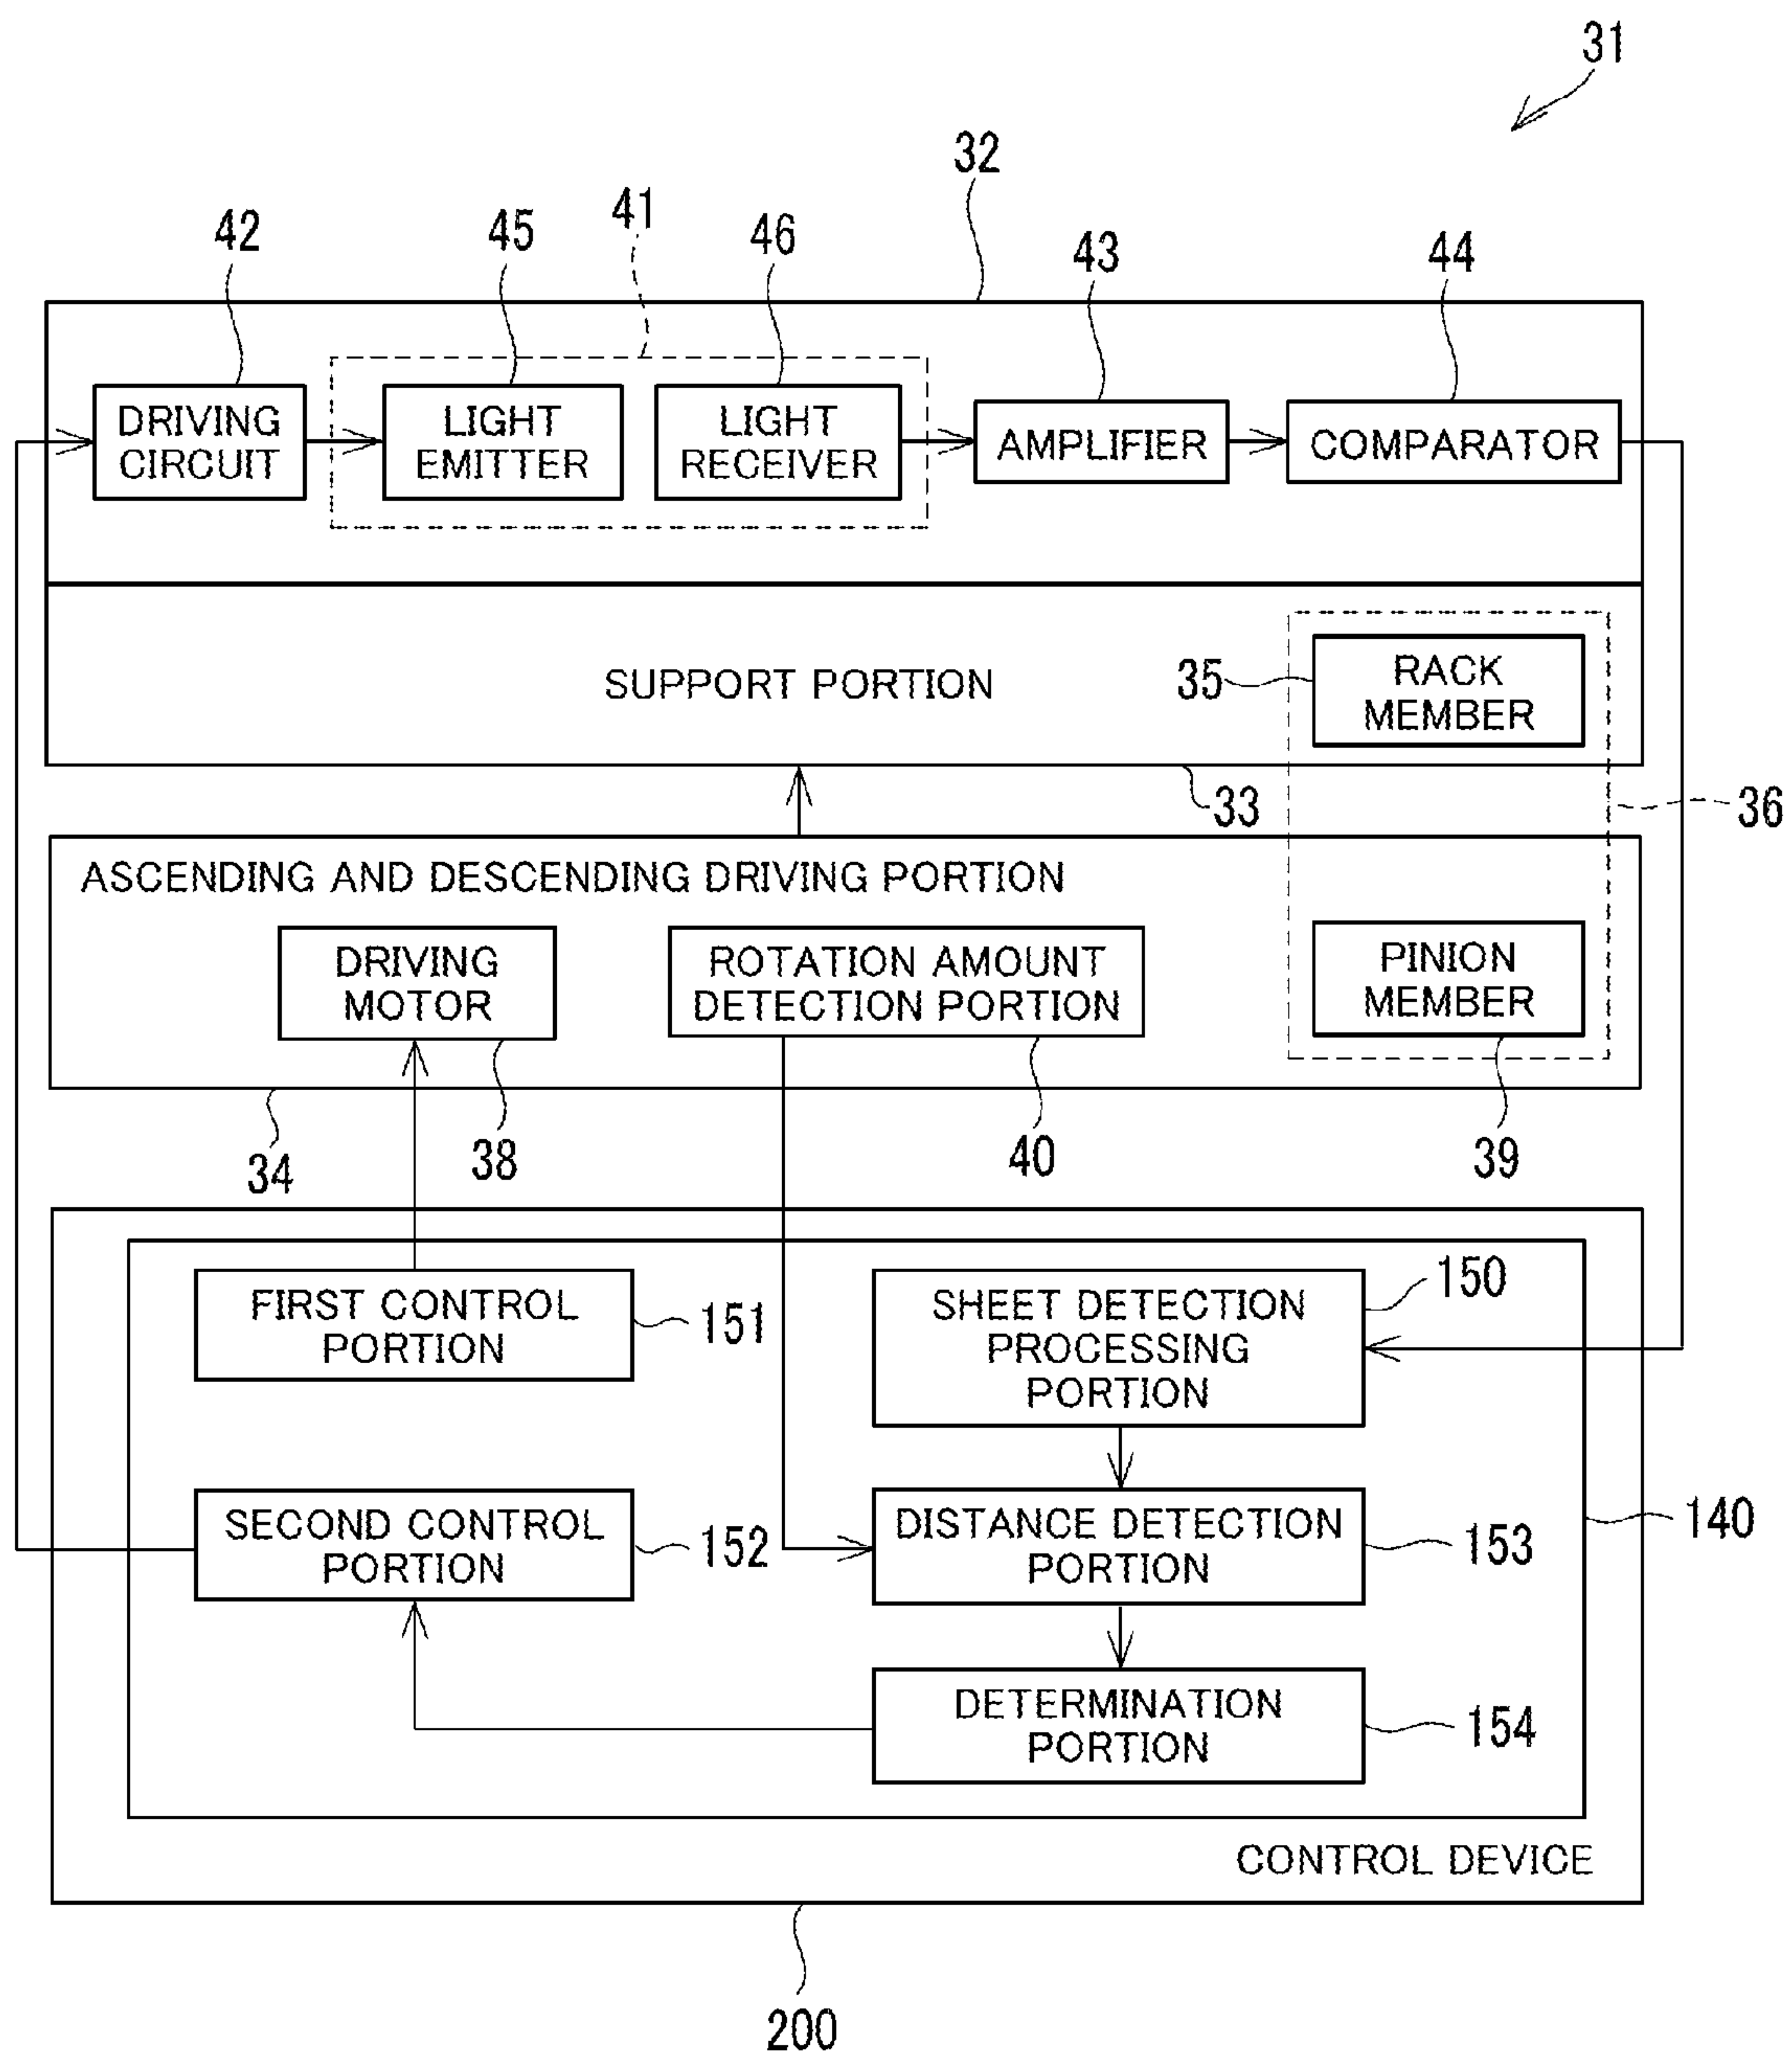 31
32
41
42
45
46
43
44
DRIVING
CIRCUIT
LIGHT
EMITTER
LIGHT
RECEIVER
AMPLIFIER
COMPARATOR
SUPPORT PORTION
35
RACK
MEMBER
33
36
ASCENDING AND DESCENDING DRIVING PORTION
DRIVING
MOTOR
ROTATION AMOUNT
DETECTION PORTION
PINION
MEMBER
34
38
40
39
FIRST CONTROL
PORTION
151
SHEET DETECTION
PROCESSING
PORTION
150
SECOND CONTROL
PORTION
152
DISTANCE DETECTION
PORTION
153
140
DETERMINATION
PORTION
154
CONTROL DEVICE
200